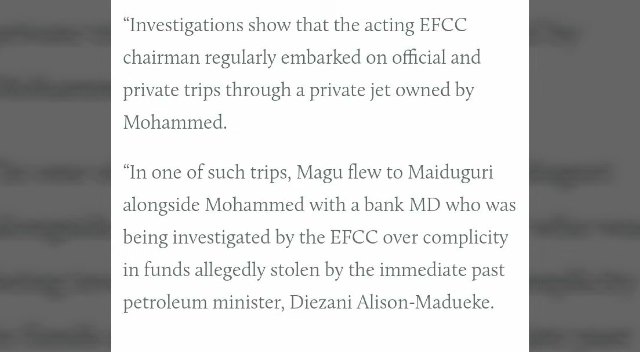 “Investigations show that the acting EFCC
chairman regularly embarked on official and
private trips through a private jet owned by
Mohammed.
“In one of such trips, Magu flew to Maiduguri
alongside Mohammed with a bank MD who was
being investigated by the EFCC over complicity
in funds allegedly stolen by the immediate past
petroleum minister, Diezani Alison-Madueke.